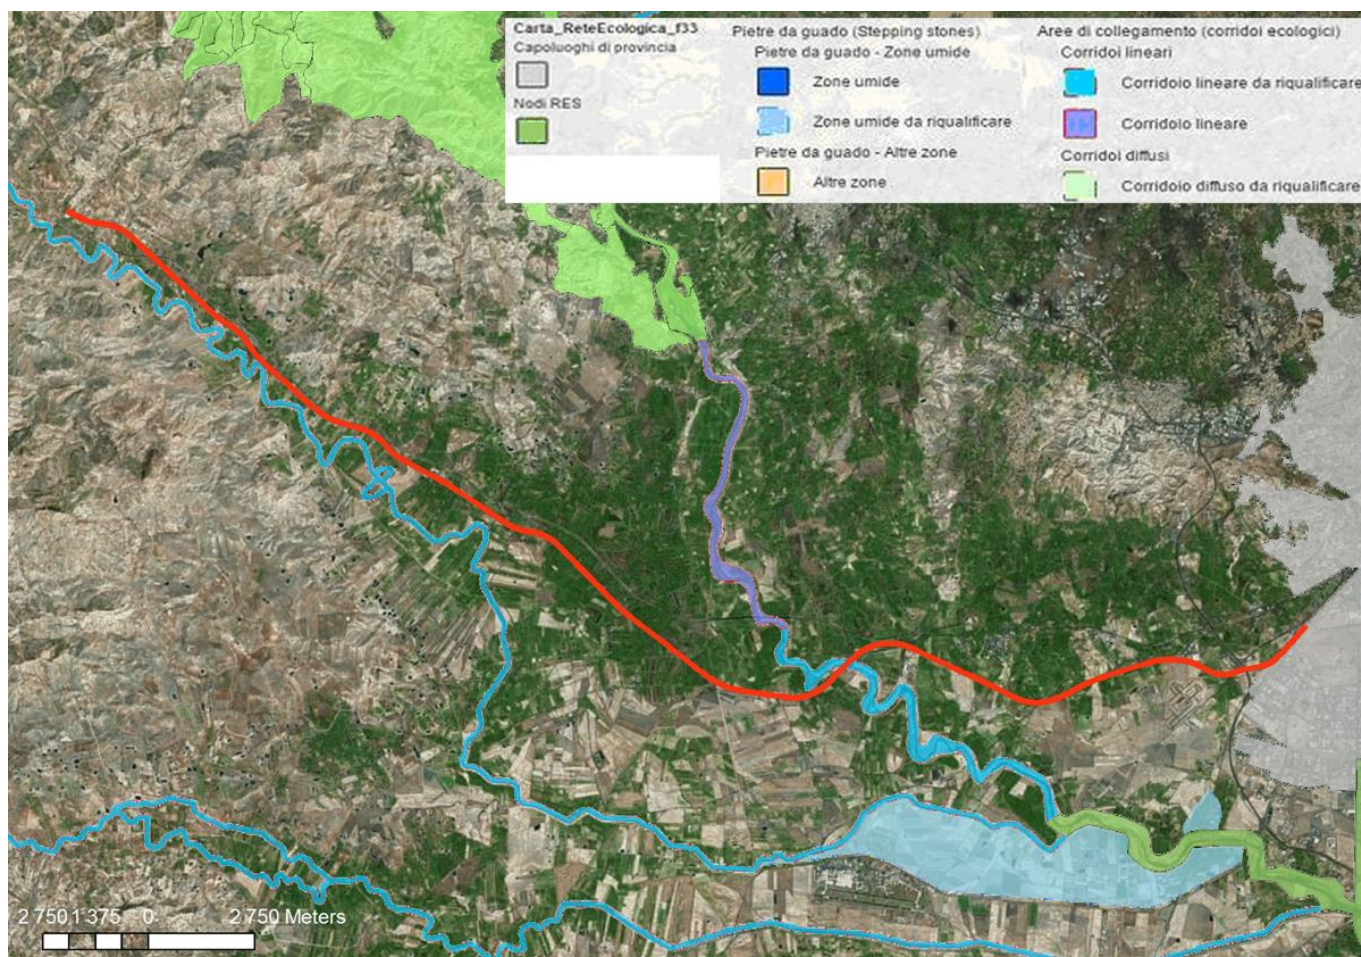 Carta_ReteEcologica_f33
Capoluoghi di provincia
Nodi RES
Pietre da guado (Stepping stones)
Pietre da guado - Zone umide
Zone umide
Zone umide da riqualificare
Pietre da guado - Altre zone
Altre zone
Aree di collegamento (corridoi ecologici)
Corridoi lineari
Corridoio lineare da riqualificare
Corridoio lineare
Corridoi diffusi
Corridoio diffuso da riqualificare
2 7501 375 0 2 750 Meters